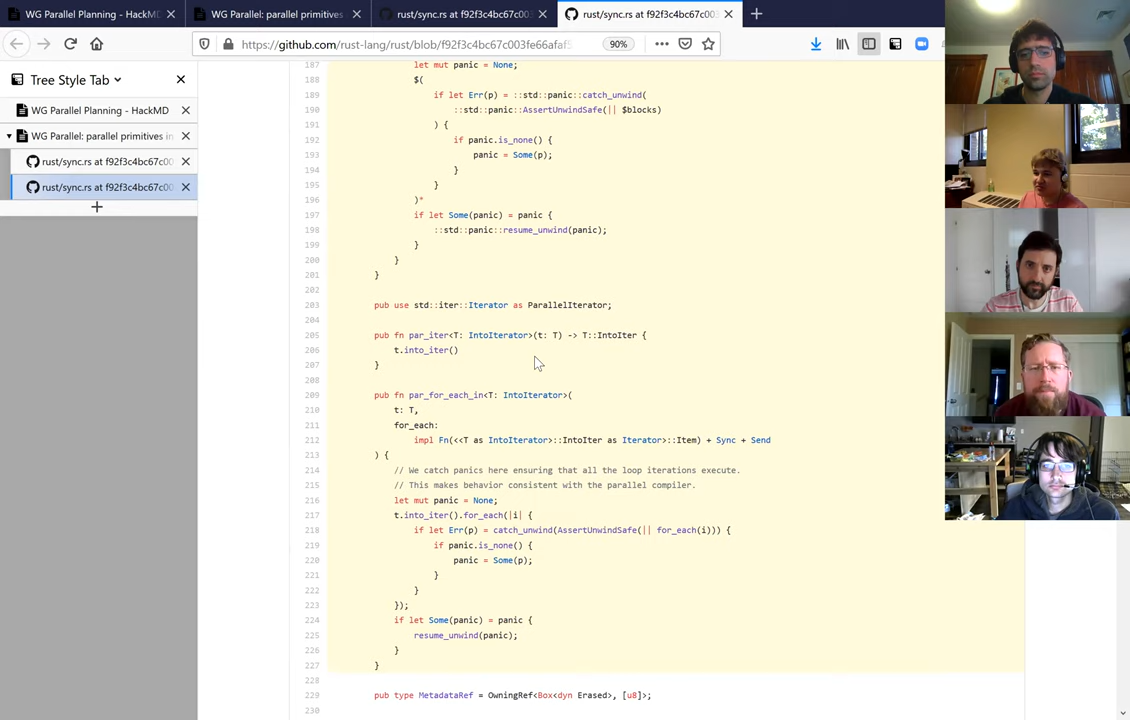 WG Parallel Planning - HackMD
WG Parallel: parallel primitives
rust/sync.rs at f92f3c4bc67c003
rust/sync.rs at f92f3c4bc67c003
https://github.com/rust-lang/rust/blob/f92f3c4bc67c003fe66afaf5
90%
Tree Style Tab
WG Parallel Planning - HackMD
WG Parallel: parallel primitives in
rust/sync.rs at f92f3c4bc67c00
rust/sync.rs at f92f3c4bc67c00
187 let mut panic = None;
188 $(
189 if let Err(p) = ::std::panic::catch_unwind(
190 ::std::panic::AssertUnwindSafe(|| $blocks)
191 ) {
192 if panic.is_none() {
193 panic = Some(p);
194 }
195 }
196 )*
197 if let Some(panic) = panic {
198 ::std::panic::resume_unwind(panic);
199 }
200 }
201 }
202
203 pub use std::iter::Iterator as ParallelIterator;
204
205 pub fn par_iter<T: IntoIterator>(t: T) -> T::IntoIter {
206 t.into_iter()
207 }
208
209 pub fn par_for_each_in<T: IntoIterator>(
210 t: T,
211 for_each:
212 impl Fn(<<T as IntoIterator>::IntoIter as Iterator>::Item) + Sync + Send
213 ) {
214 // We catch panics here ensuring that all the loop iterations execute.
215 // This makes behavior consistent with the parallel compiler.
216 let mut panic = None;
217 t.into_iter().for_each(|i| {
218 if let Err(p) = catch_unwind(AssertUnwindSafe(|| for_each(i))) {
219 if panic.is_none() {
220 panic = Some(p);
221 }
222 }
223 });
224 if let Some(panic) = panic {
225 resume_unwind(panic);
226 }
227 }
228
229 pub type MetadataRef = OwningRef<Box<dyn Erased>, [u8]>;
230